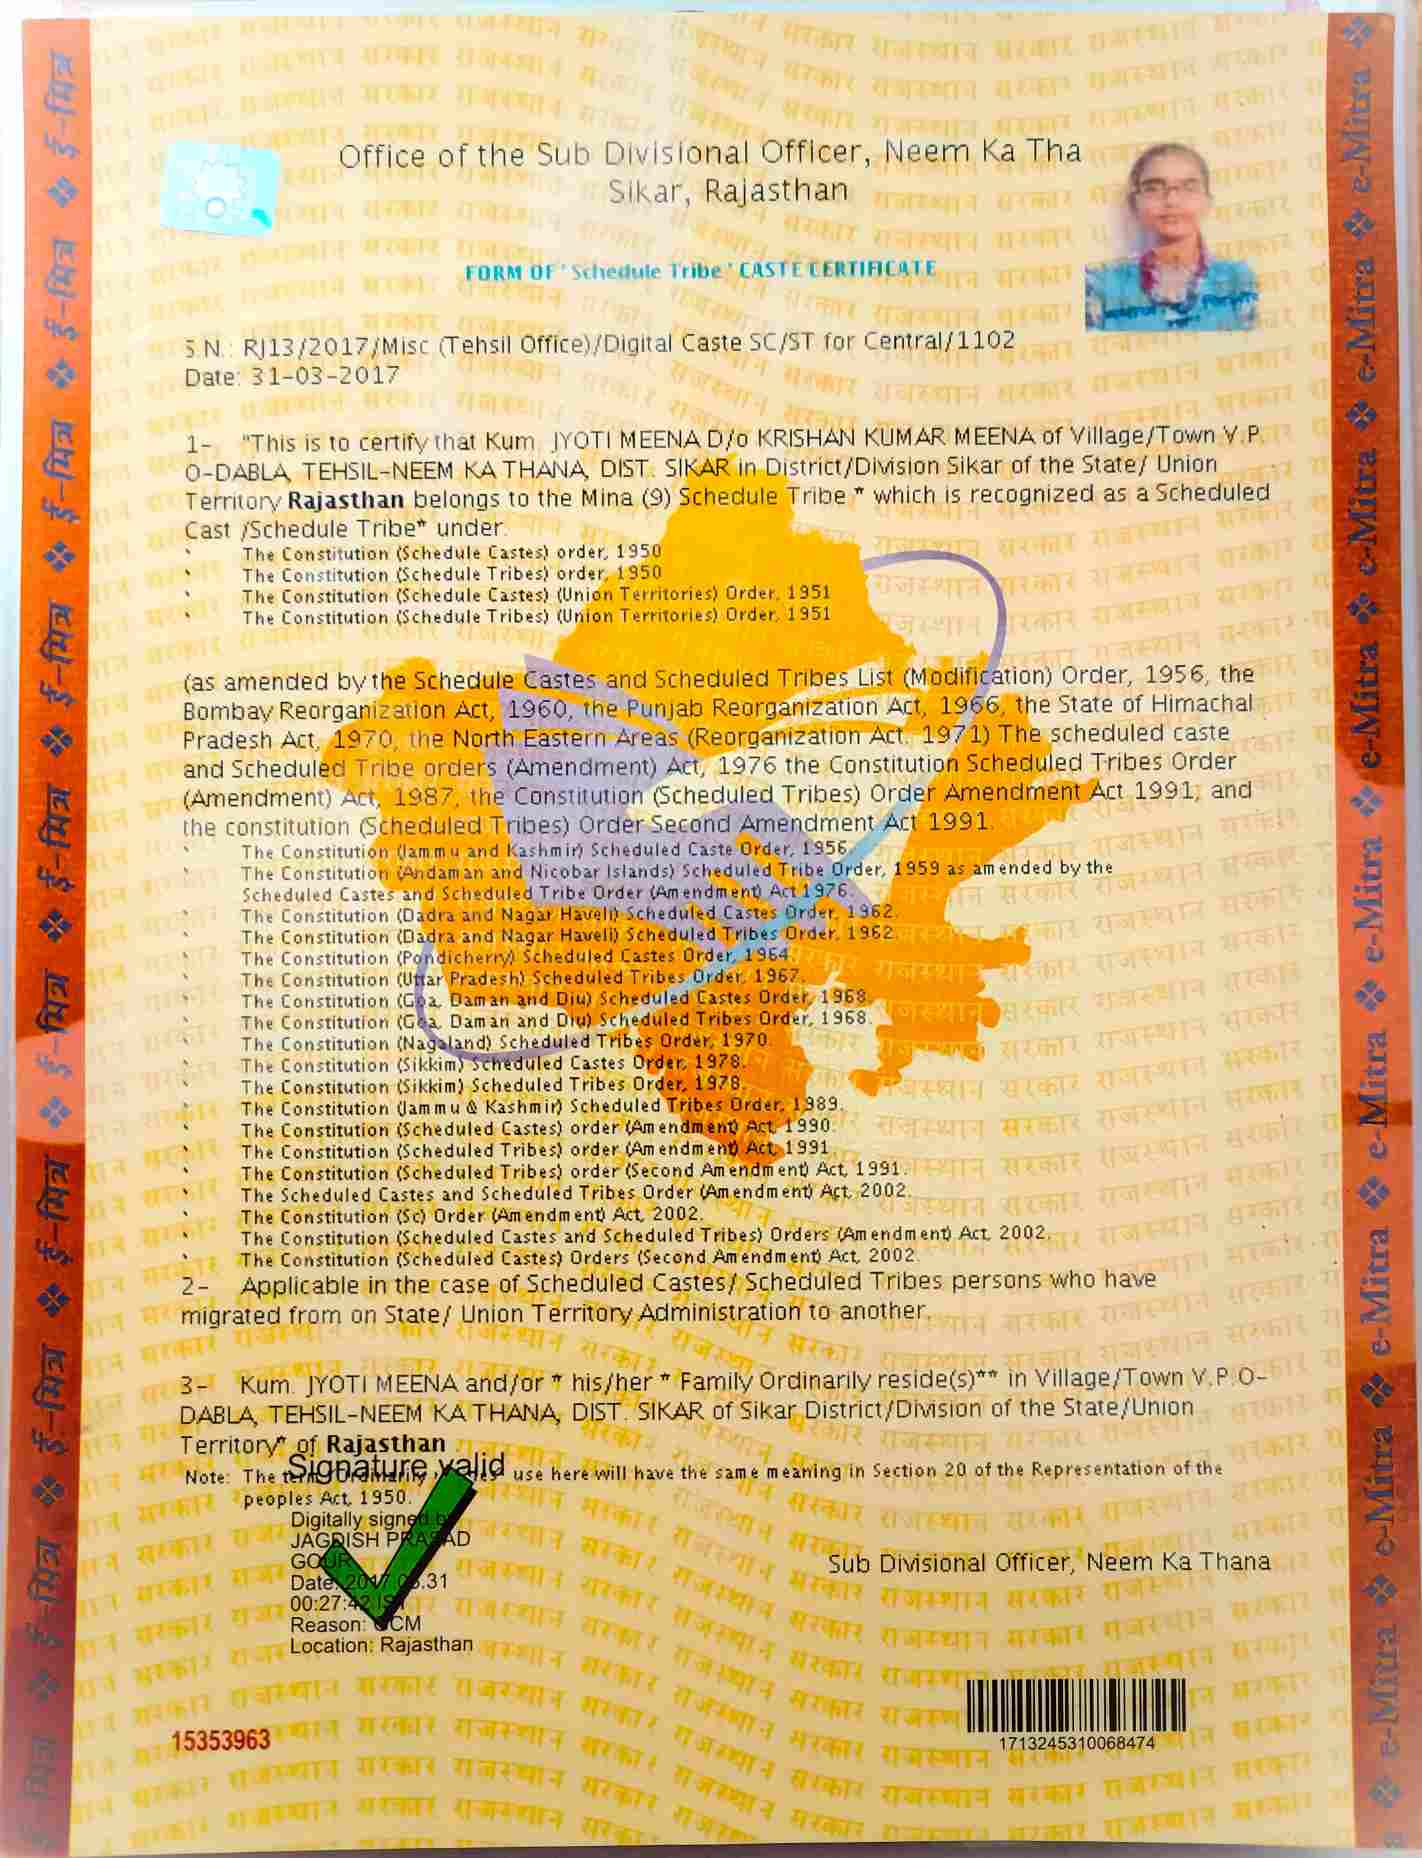 Office of the Sub Divisional Officer, Neem Ka Tha
Sikar, Rajasthan
FORM OF ' Schedule Tribe ' CASTE CERTIFICATE
S.N.: RJ13/2017/Misc (Tehsil Office)/Digital Caste SC/ST for Central/1102
Date: 31-03-2017
1- "This is to certify that Kum. JYOTI MEENA D/o KRISHAN KUMAR MEENA of Village/Town V.P.
O-DABLA, TEHSIL-NEEM KA THANA, DIST. SIKAR in District/Division Sikar of the State/ Union
Territory Rajasthan belongs to the Mina (9) Schedule Tribe * which is recognized as a Scheduled
Cast /Schedule Tribe* under.
The Constitution (Schedule Castes) order, 1950
The Constitution (Schedule Tribes) order, 1950
The Constitution (Schedule Castes) (Union Territories) Order, 1951
The Constitution (Schedule Tribes) (Union Territories) Order, 1951
(as amended by the Schedule Castes and Scheduled Tribes List (Modification) Order, 1956, the
Bombay Reorganization Act, 1960, the Punjab Reorganization Act, 1966, the State of Himachal
Pradesh Act, 1970, the North Eastern Areas (Reorganization Act. 1971) The scheduled caste
and Scheduled Tribe orders (Amendment) Act, 1976 the Constitution Scheduled Tribes Order
(Amendment) Act, 1987, the Constitution (Scheduled Tribes) Order Amendment Act 1991, and
the constitution (Scheduled Tribes) Order Second Amendment Act 1991.
The Constitution (Jammu and Kashmir) Scheduled Caste Order, 1956.
The Constitution (Andaman and Nicobar Islands) Scheduled Tribe Order, 1959 as amended by the
Scheduled Castes and Scheduled Tribe Order (Amendment) Act 1976.
The Constitution (Dadra and Nagar Haveli) Scheduled Castes Order, 1962.
The Constitution (Dadra and Nagar Haveli) Scheduled Tribes Order, 1962.
The Constitution (Pondicherry) Scheduled Castes Order, 1964.
The Constitution (Uttar Pradesh) Scheduled Tribes Order, 1967.
The Constitution (Goa, Daman and Diu) Scheduled Castes Order, 1968.
The Constitution (Goa, Daman and Diu) Scheduled Tribes Order, 1968.
The Constitution (Nagaland) Scheduled Tribes Order, 1970.
The Constitution (Sikkim) Scheduled Castes Order, 1978.
The Constitution (Sikkim) Scheduled Tribes Order, 1978.
The Constitution (Jammu & Kashmir) Scheduled Tribes Order, 1989.
The Constitution (Scheduled Castes) order (Amendment) Act, 1990.
The Constitution (Scheduled Tribes) order (Amendment) Act, 1991.
The Constitution (Scheduled Tribes) order (Second Amendment) Act, 1991.
The Scheduled Castes and Scheduled Tribes Order (Amendment) Act, 2002.
The Constitution (Sc) Order (Amendment) Act, 2002.
The Constitution (Scheduled Castes and Scheduled Tribes) Orders (Amendment) Act, 2002.
The Constitution (Scheduled Castes) Orders (Second Amendment) Act, 2002.
2- Applicable in the case of Scheduled Castes/ Scheduled Tribes persons who have
migrated from on State/ Union Territory Administration to another.
3- Kum. JYOTI MEENA and/or * his/her * Family Ordinarily reside(s)** in Village/Town V.P.O-
DABLA, TEHSIL-NEEM KA THANA, DIST. SIKAR of Sikar District/Division of the State/Union
Territory* of Rajasthan
Signature valid
Note: The use here will have the same meaning in Section 20 of the Representation of the
peoples Act, 1950.
Digitally signed by
JAGDISH PRASAD
GOUR
Date: 2017.03.31
00:27:42 IST
Reason:
Location: Rajasthan
Sub Divisional Officer, Neem Ka Thana
15353963
1713245310068474
ई-मित्र
e-Mitra
राजस्थान सरकार